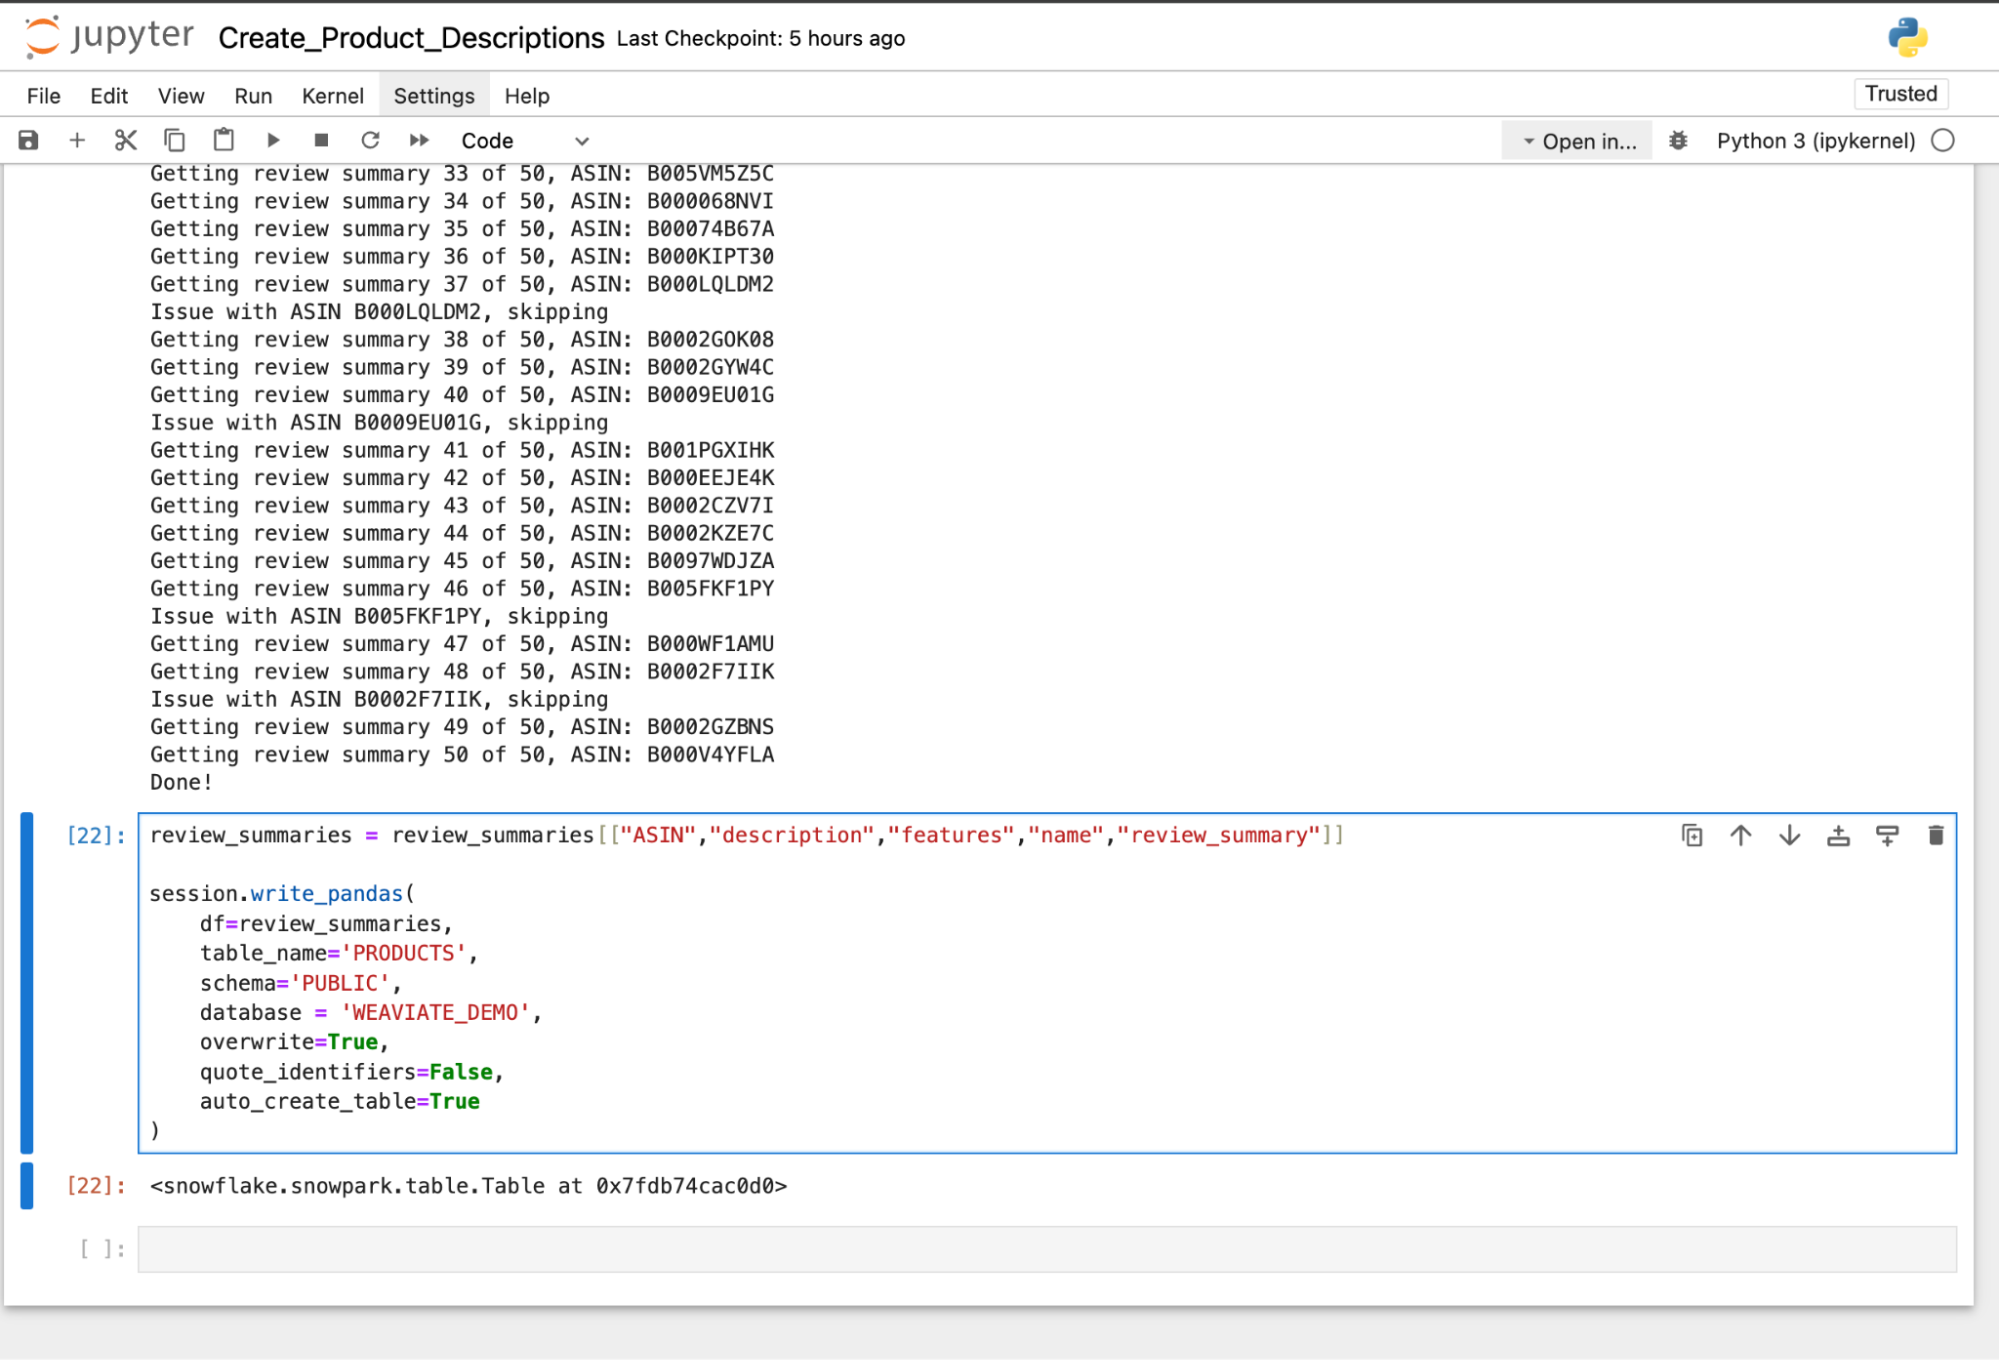 jupyter Create_Product_Descriptions Last Checkpoint: 5 hours ago
File Edit View Run Kernel Settings Help Trusted
Code Open in... Python 3 (ipykernel)
Getting review summary 33 of 50, ASIN: B005VM5Z5C
Getting review summary 34 of 50, ASIN: B000068NVI
Getting review summary 35 of 50, ASIN: B00074B67A
Getting review summary 36 of 50, ASIN: B000KIPT30
Getting review summary 37 of 50, ASIN: B000LQLDM2
Issue with ASIN B000LQLDM2, skipping
Getting review summary 38 of 50, ASIN: B0002GOK08
Getting review summary 39 of 50, ASIN: B0002GYW4C
Getting review summary 40 of 50, ASIN: B0009EU01G
Issue with ASIN B0009EU01G, skipping
Getting review summary 41 of 50, ASIN: B001PGXIHK
Getting review summary 42 of 50, ASIN: B000EEJE4K
Getting review summary 43 of 50, ASIN: B0002CZV7I
Getting review summary 44 of 50, ASIN: B0002KZE7C
Getting review summary 45 of 50, ASIN: B0097WDJZA
Getting review summary 46 of 50, ASIN: B005FKF1PY
Issue with ASIN B005FKF1PY, skipping
Getting review summary 47 of 50, ASIN: B000WF1AMU
Getting review summary 48 of 50, ASIN: B0002F7IIK
Issue with ASIN B0002F7IIK, skipping
Getting review summary 49 of 50, ASIN: B0002GZBNS
Getting review summary 50 of 50, ASIN: B000V4YFLA
Done!
[22]: review_summaries = review_summaries[["ASIN","description","features","name","review_summary"]]
session.write_pandas(
df=review_summaries,
table_name='PRODUCTS',
schema='PUBLIC',
database = 'WEAVIATE_DEMO',
overwrite=True,
quote_identifiers=False,
auto_create_table=True
)
[22]: <snowflake.snowpark.table.Table at 0x7fdb74cac0d0>
[ ]: